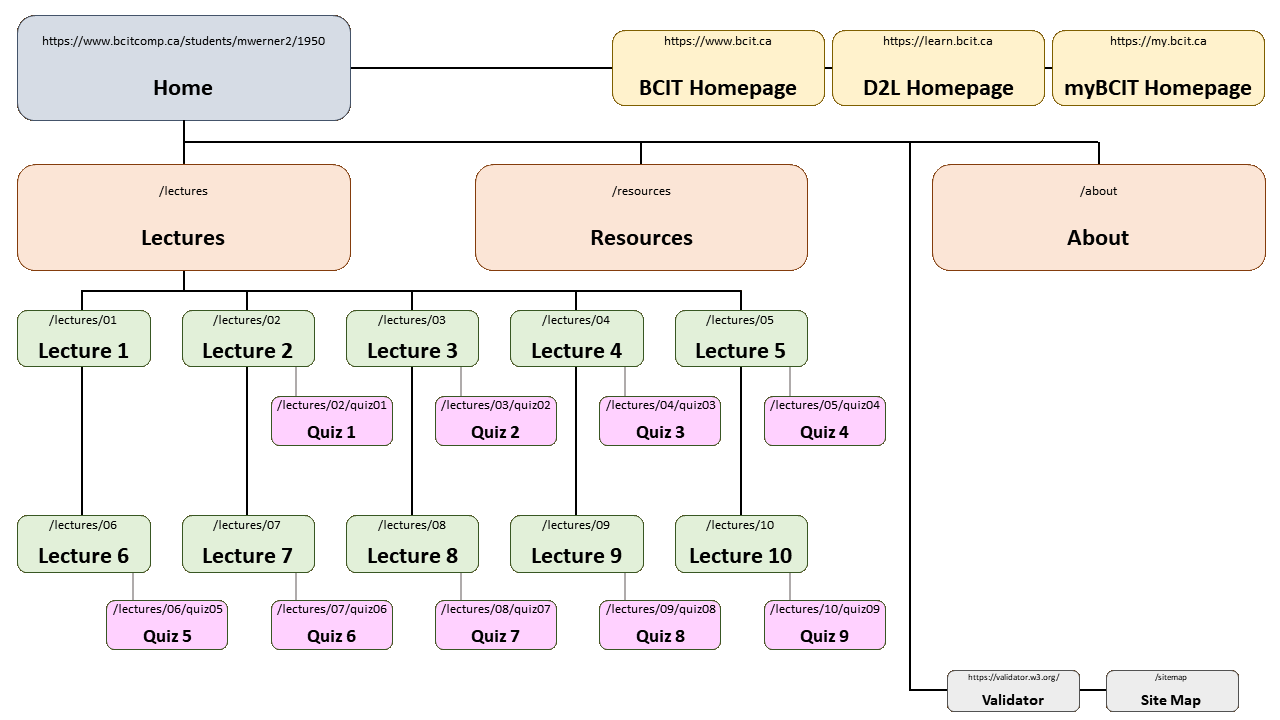 https://www.bcitcomp.ca/students/mwerner2/1950
Home
https://www.bcit.ca
BCIT Homepage
https://learn.bcit.ca
D2L Homepage
https://my.bcit.ca
myBCIT Homepage
/lectures
Lectures
/resources
Resources
/about
About
/lectures/01
Lecture 1
/lectures/02
Lecture 2
/lectures/03
Lecture 3
/lectures/04
Lecture 4
/lectures/05
Lecture 5
/lectures/02/quiz01
Quiz 1
/lectures/03/quiz02
Quiz 2
/lectures/04/quiz03
Quiz 3
/lectures/05/quiz04
Quiz 4
/lectures/06
Lecture 6
/lectures/07
Lecture 7
/lectures/08
Lecture 8
/lectures/09
Lecture 9
/lectures/10
Lecture 10
/lectures/06/quiz05
Quiz 5
/lectures/07/quiz06
Quiz 6
/lectures/08/quiz07
Quiz 7
/lectures/09/quiz08
Quiz 8
/lectures/10/quiz09
Quiz 9
https://validator.w3.org/
Validator
/sitemap
Site Map